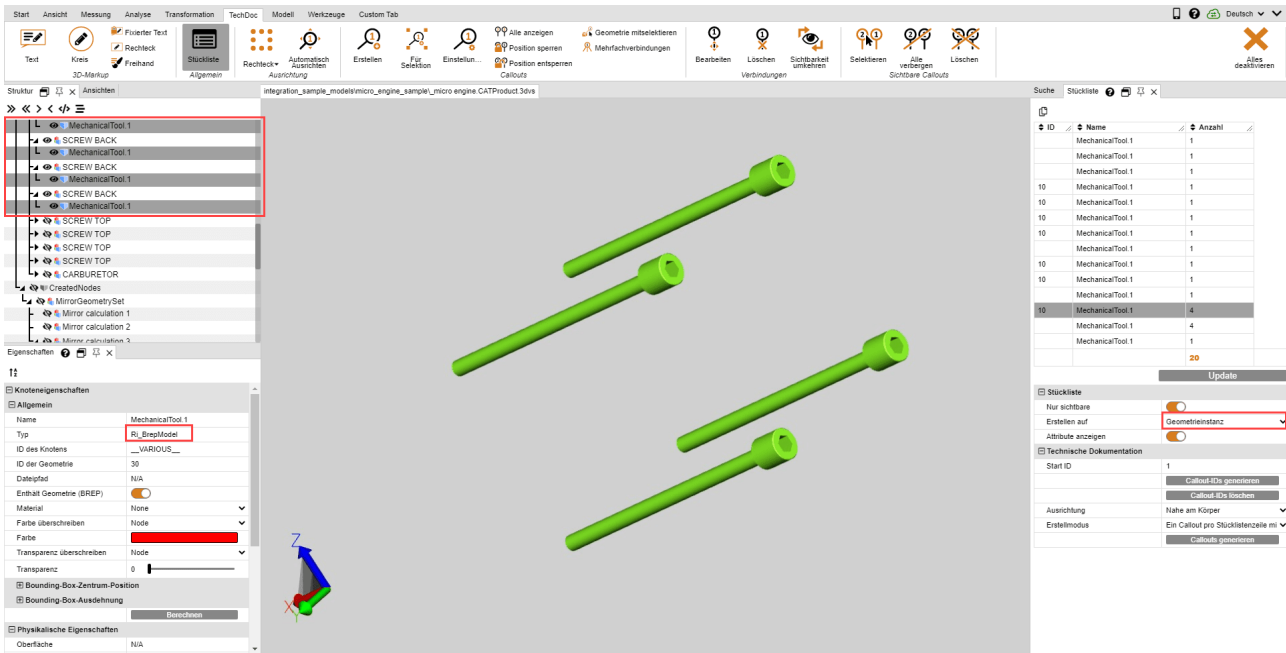 Start Ansicht Messung Analyse Transformation TechDoc Modell Werkzeuge Custom Tab Deutsch
Text
Kreis
Fixierter Text
Rechteck
Freihand
3D-Markup
Stückliste
Allgemein
Rechteck
Automatisch Ausrichten
Ausrichtung
Erstellen
Für Selektion
Einstellun...
Alle anzeigen
Position sperren
Position entsperren
Geometrie mitselektieren
Mehrfachverbindungen
Callouts
Bearbeiten
Löschen
Sichtbarkeit umkehren
Verbindungen
Selektieren
Alle verbergen
Löschen
Sichtbare Callouts
Alles deaktivieren
Struktur Ansichten
MechanicalTool.1
SCREW BACK
MechanicalTool.1
SCREW BACK
MechanicalTool.1
SCREW BACK
MechanicalTool.1
SCREW TOP
SCREW TOP
SCREW TOP
SCREW TOP
CARBURETOR
CreatedNodes
MirrorGeometrySet
Mirror calculation 1
Mirror calculation 2
Mirror calculation 3
Eigenschaften
Knoteneigenschaften
Allgemein
Name MechanicalTool.1
Typ Ri_BrepModel
ID des Knotens __VARIOUS__
ID der Geometrie 30
Dateipfad N/A
Enthält Geometrie (BREP)
Material None
Farbe überschreiben Node
Farbe
Transparenz überschreiben Node
Transparenz 0
Bounding-Box-Zentrum-Position
Bounding-Box-Ausdehnung
Berechnen
Physikalische Eigenschaften
Oberfläche N/A
integration_sample_models\micro_engine_sample\_micro engine.CATProduct.3dvs
Z
X
Y
Suche Stückliste
ID Name Anzahl
MechanicalTool.1 1
MechanicalTool.1 1
MechanicalTool.1 1
10 MechanicalTool.1 1
10 MechanicalTool.1 1
10 MechanicalTool.1 1
10 MechanicalTool.1 1
MechanicalTool.1 1
10 MechanicalTool.1 1
10 MechanicalTool.1 1
MechanicalTool.1 1
10 MechanicalTool.1 4
MechanicalTool.1 4
MechanicalTool.1 1
20
Update
Stückliste
Nur sichtbare
Erstellen auf Geometrieinstanz
Attribute anzeigen
Technische Dokumentation
Start ID 1
Callout-IDs generieren
Callout-IDs löschen
Ausrichtung Nahe am Körper
Erstellmodus Ein Callout pro Stücklistenzeile mi
Callouts generieren